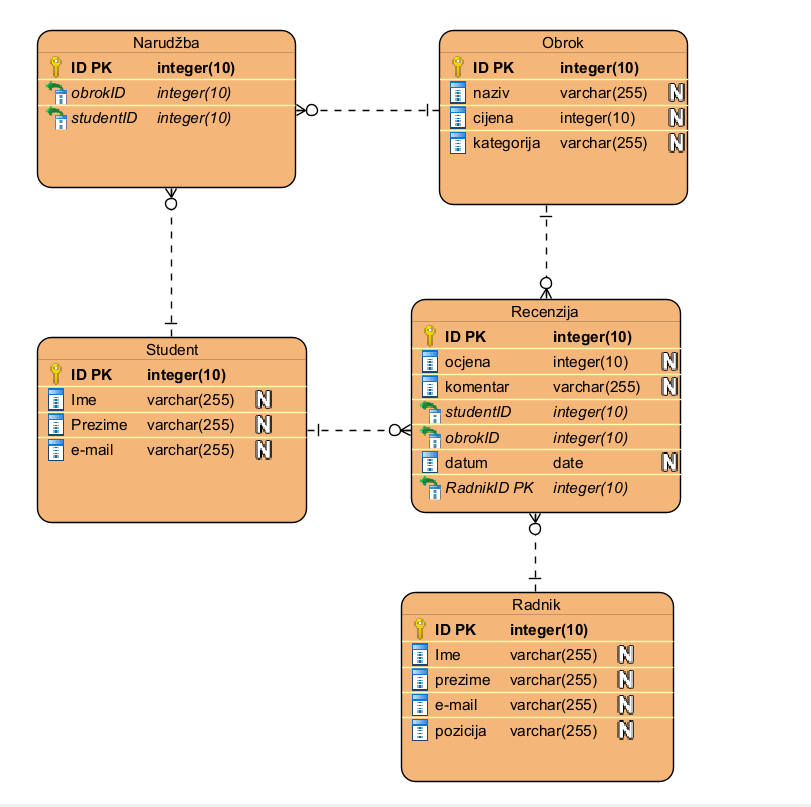 Narudžba
ID PK integer(10)
obrokID integer(10)
studentID integer(10)
Obrok
ID PK integer(10)
naziv varchar(255) N
cijena integer(10) N
kategorija varchar(255) N
Student
ID PK integer(10)
Ime varchar(255) N
Prezime varchar(255) N
e-mail varchar(255) N
Recenzija
ID PK integer(10)
ocjena integer(10) N
komentar varchar(255) N
studentID integer(10)
obrokID integer(10)
datum date N
RadnikID PK integer(10)
Radnik
ID PK integer(10)
Ime varchar(255) N
prezime varchar(255) N
e-mail varchar(255) N
pozicija varchar(255) N